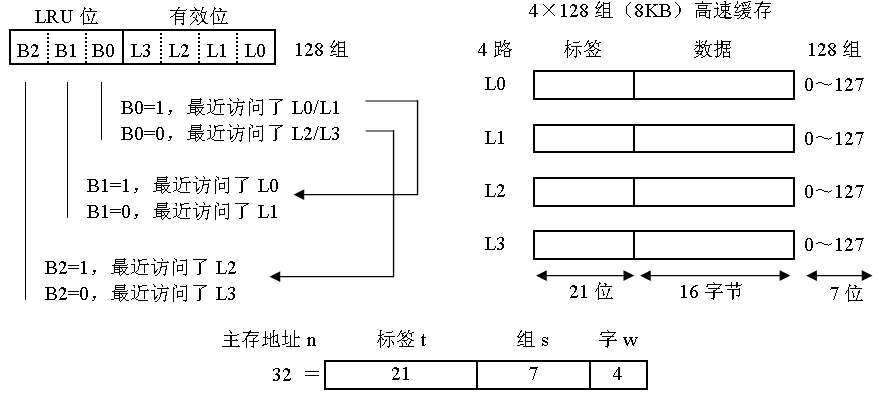 LRU 位 有效位
B2 B1 B0 L3 L2 L1 L0 128 组
B0=1，最近访问了 L0/L1
B0=0，最近访问了 L2/L3
B1=1，最近访问了 L0
B1=0，最近访问了 L1
B2=1，最近访问了 L2
B2=0，最近访问了 L3
4×128 组（8KB）高速缓存
4 路 标签 数据 128 组
L0 0～127
L1 0～127
L2 0～127
L3 0～127
21 位 16 字节 7 位
主存地址 n 标签 t 组 s 字 w
32 = 21 7 4